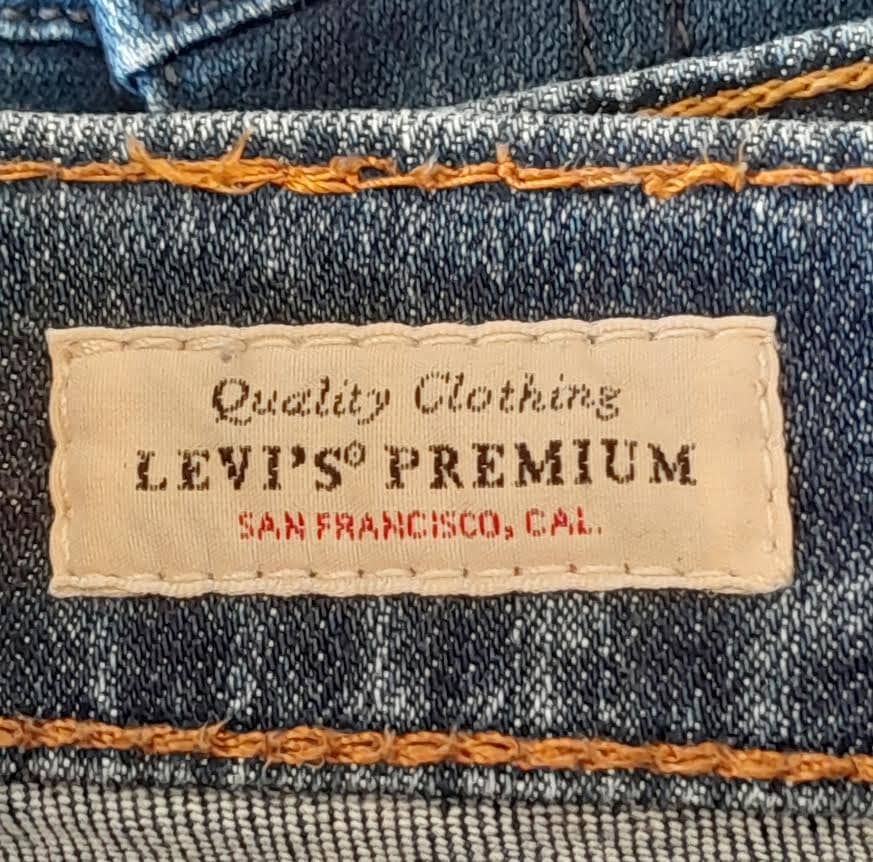 Quality Clothing
LEVI'S® PREMIUM
SAN FRANCISCO, CAL.